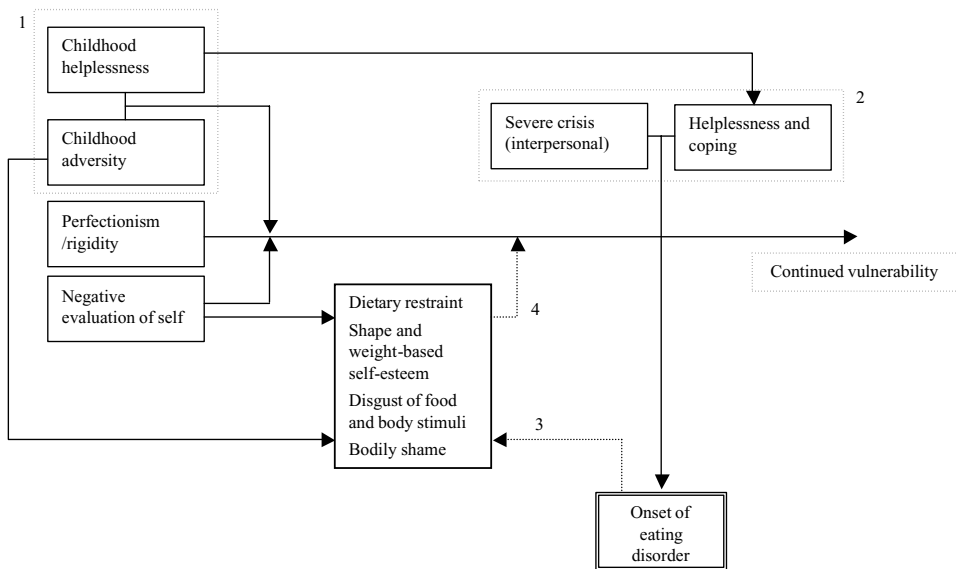 1
Childhood
helplessness
Childhood
adversity
Severe crisis
(interpersonal)
Helplessness and
coping
2
Perfectionism
/rigidity
Continued vulnerability
Negative
evaluation of self
Dietary restraint
Shape and
weight-based
self-esteem
Disgust of food
and body stimuli
Bodily shame
4
3
Onset of
eating
disorder